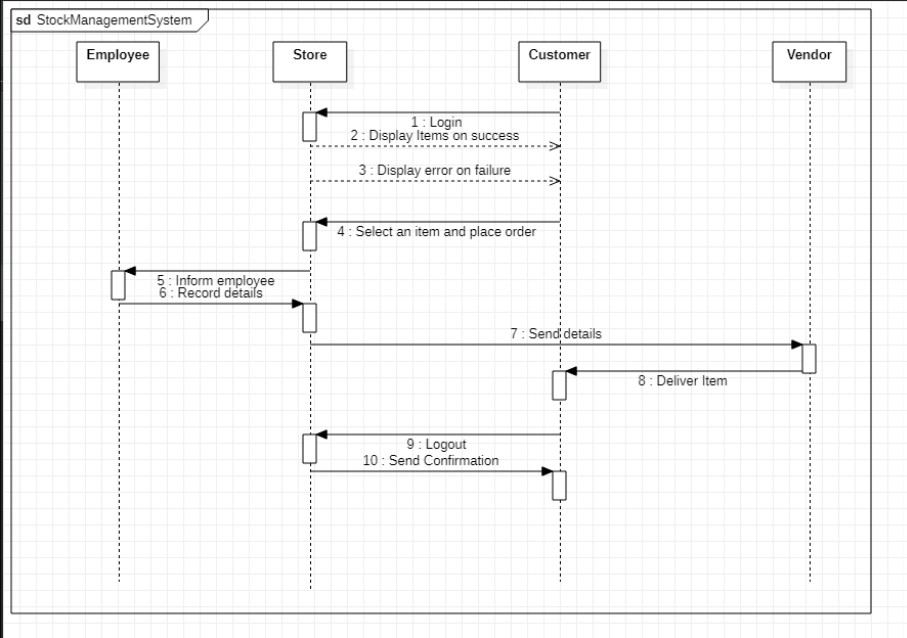 sd StockManagementSystem
Employee
Store
Customer
Vendor
1 : Login
2 : Display Items on success
3 : Display error on failure
4 : Select an item and place order
5 : Inform employee
6 : Record details
7 : Send details
8 : Deliver Item
9 : Logout
10 : Send Confirmation